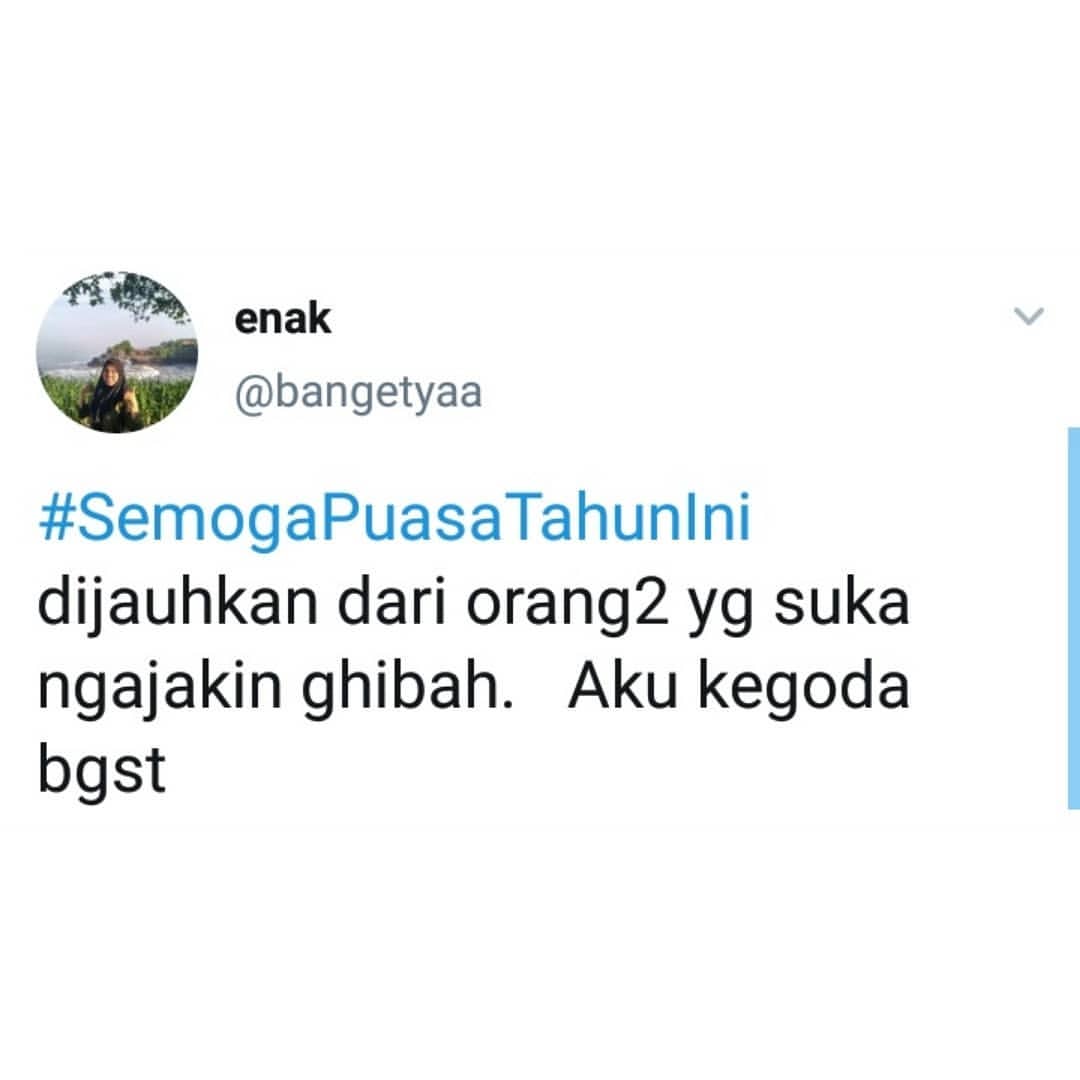 enak
@bangetyaa
#SemogaPuasaTahunIni
dijauhkan dari orang2 yg suka
ngajakin ghibah. Aku kegoda
bgst